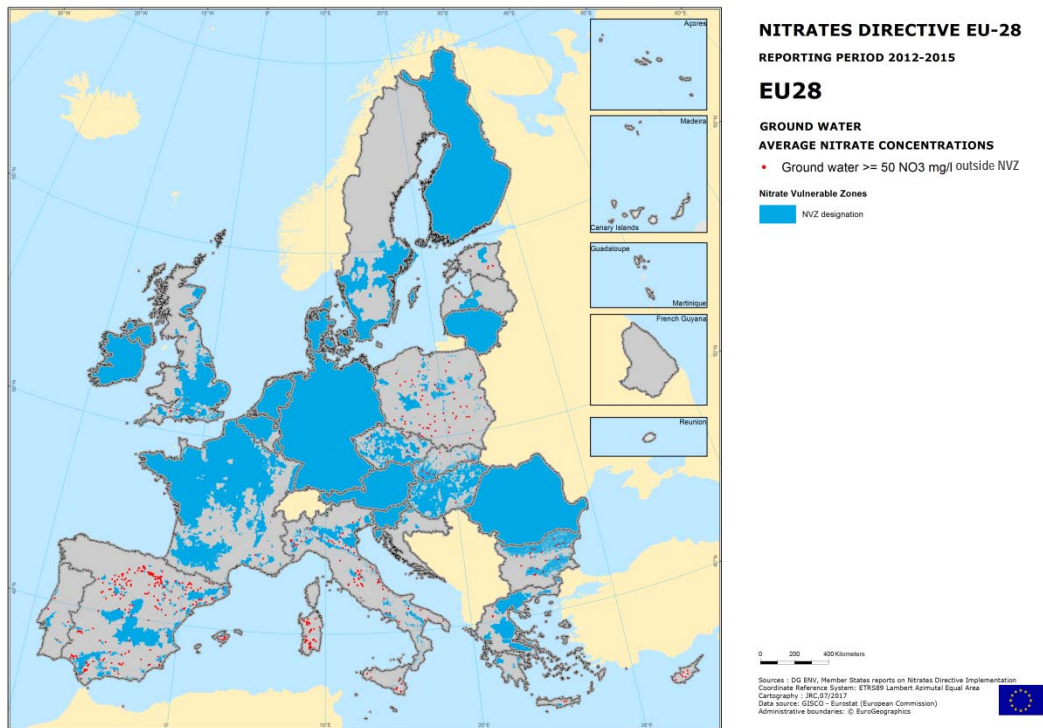 NITRATES DIRECTIVE EU-28
REPORTING PERIOD 2012-2015
EU28
GROUND WATER
AVERAGE NITRATE CONCENTRATIONS
Ground water >= 50 NO3 mg/l outside NVZ
Nitrate Vulnerable Zones
NVZ designation
Açores
Madeira
Canary Islands
Guadaloupe
Martinique
French Guyana
Reunion
0 200 400 Kilometers
Sources : DG ENV, Member States reports on Nitrates Directive Implementation
Coordinate Reference System: ETRS89 Lambert Azimutal Equal Area
Cartography : JRC,07/2017
Data source: GISCO - Eurostat (European Commission)
Administrative boundaries: © EuroGeographics